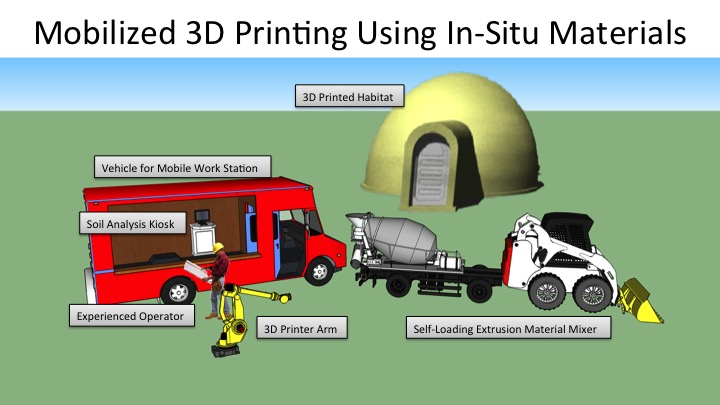 Mobilized 3D Printing Using In-Situ Materials
3D Printed Habitat
Vehicle for Mobile Work Station
Soil Analysis Kiosk
Experienced Operator
3D Printer Arm
Self-Loading Extrusion Material Mixer